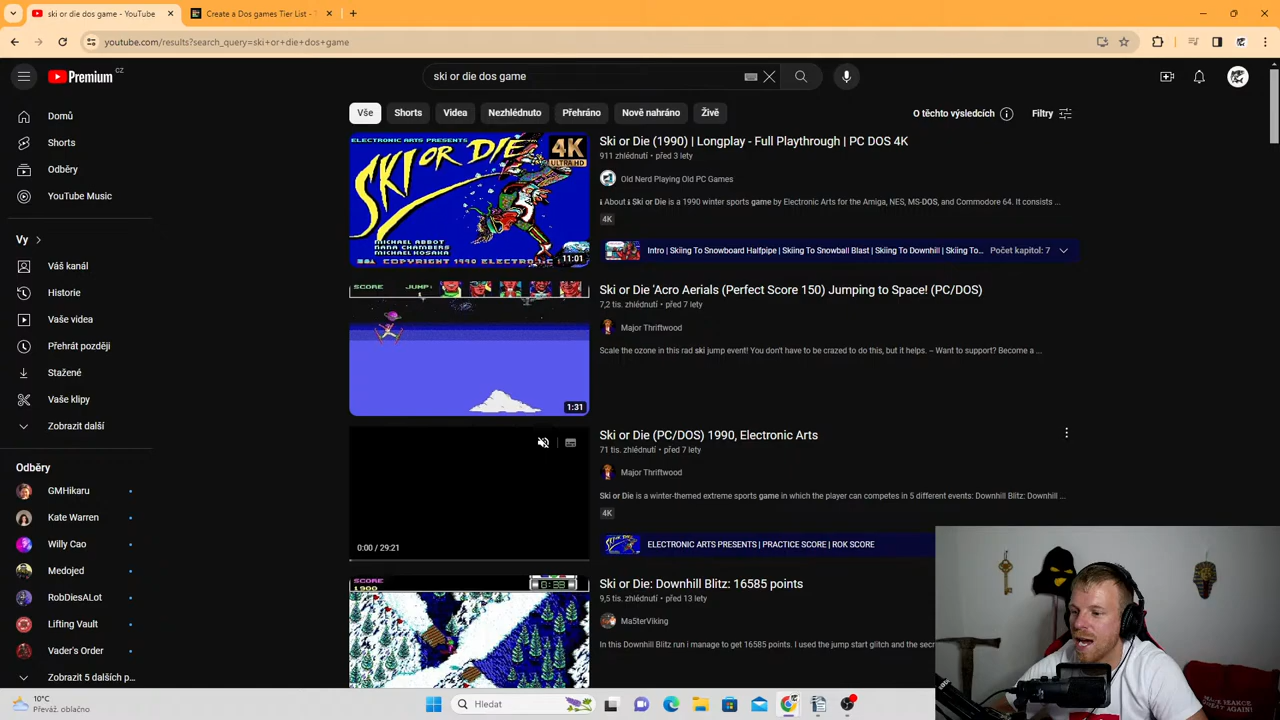 ski or die dos game - YouTube
Create a Dos games Tier List - T
youtube.com/results?search_query=ski+or+die+dos+game
Premium CZ
ski or die dos game
Vše
Shorts
Videa
Nezhlédnuto
Přehráno
Nově nahráno
Živě
O těchto výsledcích
Filtry
Domů
Shorts
Odběry
YouTube Music
Vy
Váš kanál
Historie
Vaše videa
Přehrát později
Stažené
Vaše klipy
Zobrazit další
Odběry
GMHikaru
Kate Warren
Willy Cao
Medojed
RobDiesALot
Lifting Vault
Vader's Order
Zobrazit 5 dalších p...
ELECTRONIC ARTS PRESENTS
4K
ULTRA HD
SKI OR DIE
MICHAEL ABBOT
NANA CHAMBERS
MICHAEL KOSAKA
COPYRIGHT 1990 ELECTRONIC
11:01
Ski or Die (1990) | Longplay - Full Playthrough | PC DOS 4K
911 zhlédnutí • před 3 lety
Old Nerd Playing Old PC Games
ℹ About ℹ Ski or Die is a 1990 winter sports game by Electronic Arts for the Amiga, NES, MS-DOS, and Commodore 64. It consists ...
4K
Intro | Skiing To Snowboard Halfpipe | Skiing To Snowball Blast | Skiing To Downhill | Skiing To...
Počet kapitol: 7
SCORE
JUMP:
1:31
Ski or Die 'Acro Aerials (Perfect Score 150) Jumping to Space! (PC/DOS)
7,2 tis. zhlédnutí • před 7 lety
Major Thriftwood
Scale the ozone in this rad ski jump event! You don't have to be crazed to do this, but it helps. -- Want to support? Become a ...
0:00 / 29:21
Ski or Die (PC/DOS) 1990, Electronic Arts
71 tis. zhlédnutí • před 7 lety
Major Thriftwood
Ski or Die is a winter-themed extreme sports game in which the player can competes in 5 different events: Downhill Blitz: Downhill ...
4K
ELECTRONIC ARTS PRESENTS | PRACTICE SCORE | ROK SCORE
SCORE
1900
0:38
Ski or Die: Downhill Blitz: 16585 points
9,5 tis. zhlédnutí • před 13 lety
Ma5terViking
In this Downhill Blitz run i manage to get 16585 points. I used the jump start glitch and the secr
10°C
Převáž. oblačno
Hledat